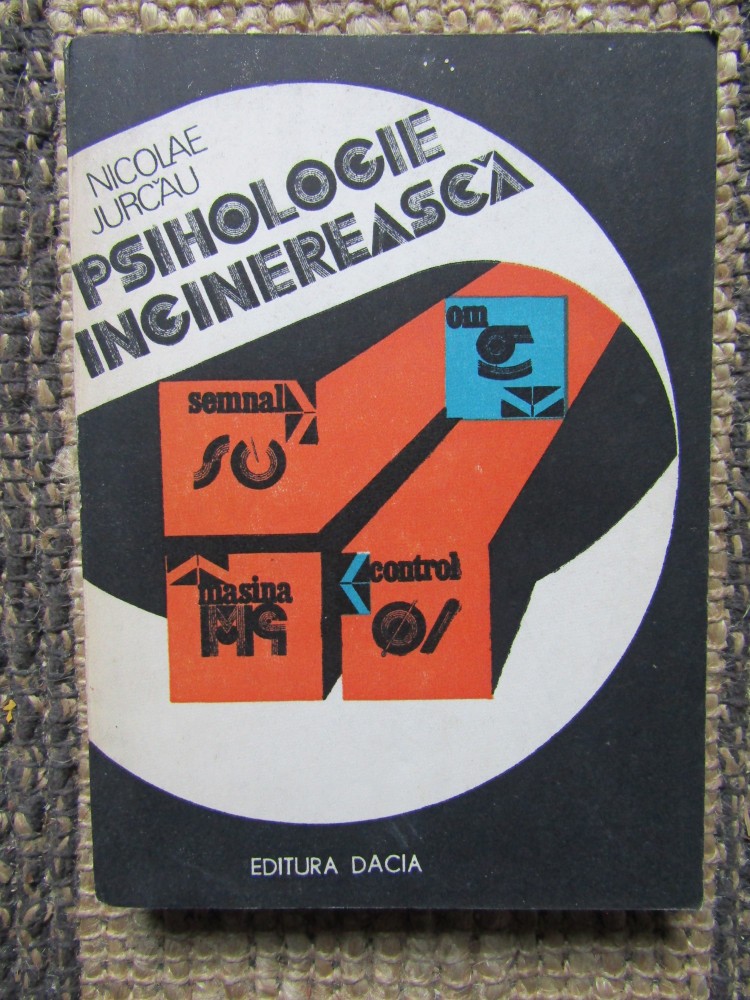 NICOLAE
JURCĂU
PSIHOLOGIE
INGINEREASCĂ
om
semnal
masina
control
EDITURA DACIA